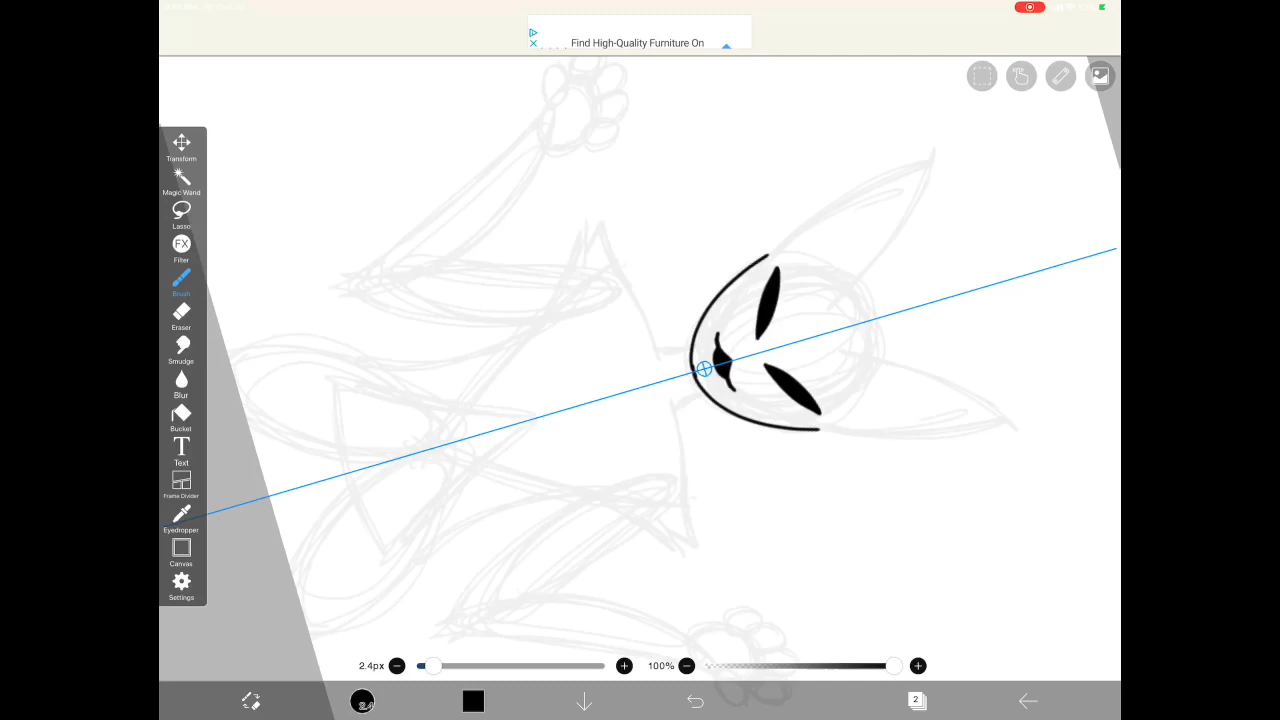 Find High-Quality Furniture On
Transform
Magic Wand
Lasso
FX
Filter
Brush
Eraser
Smudge
Blur
Bucket
T
Text
Frame Divider
Eyedropper
Canvas
Settings
2.4px
100%
2.4
2